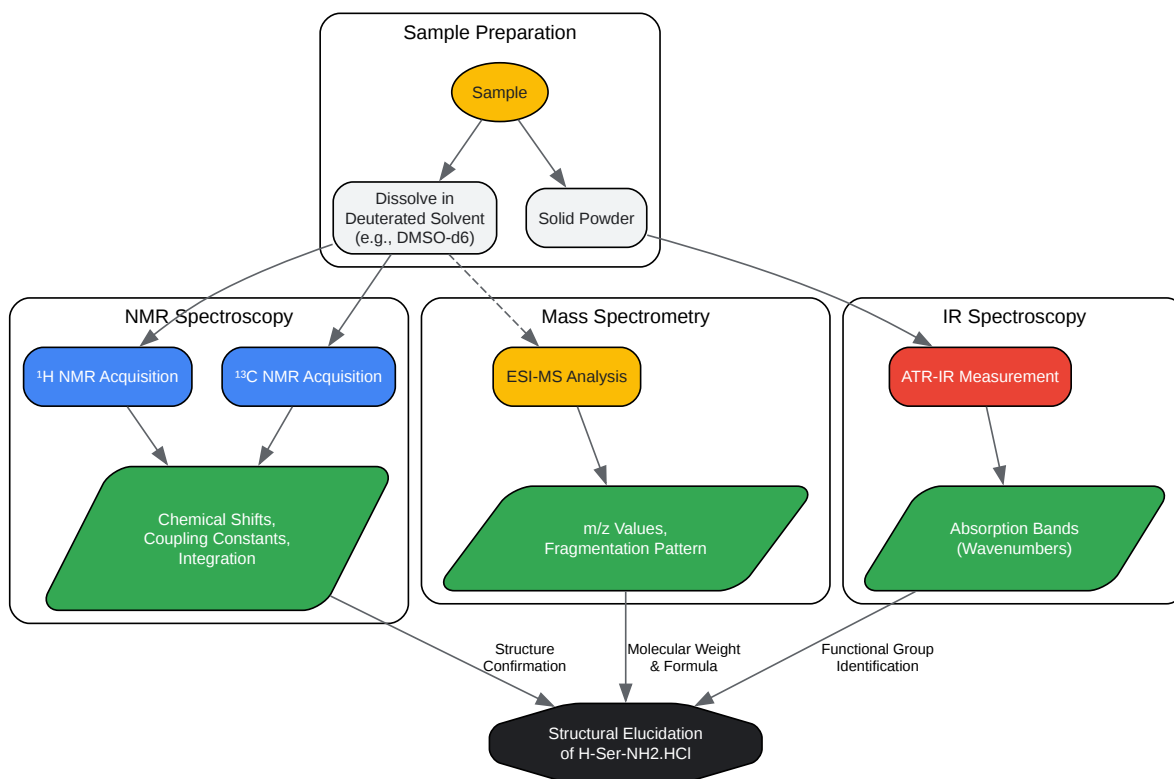 Sample Preparation
Sample
Dissolve in
Deuterated Solvent
(e.g., DMSO-d6)
Solid Powder
NMR Spectroscopy
Mass Spectrometry
IR Spectroscopy
¹H NMR Acquisition
¹³C NMR Acquisition
ESI-MS Analysis
ATR-IR Measurement
Chemical Shifts,
Coupling Constants,
Integration
m/z Values,
Fragmentation Pattern
Absorption Bands
(Wavenumbers)
Structure
Confirmation
Molecular Weight
& Formula
Functional Group
Identification
Structural Elucidation
of H-Ser-NH2.HCl